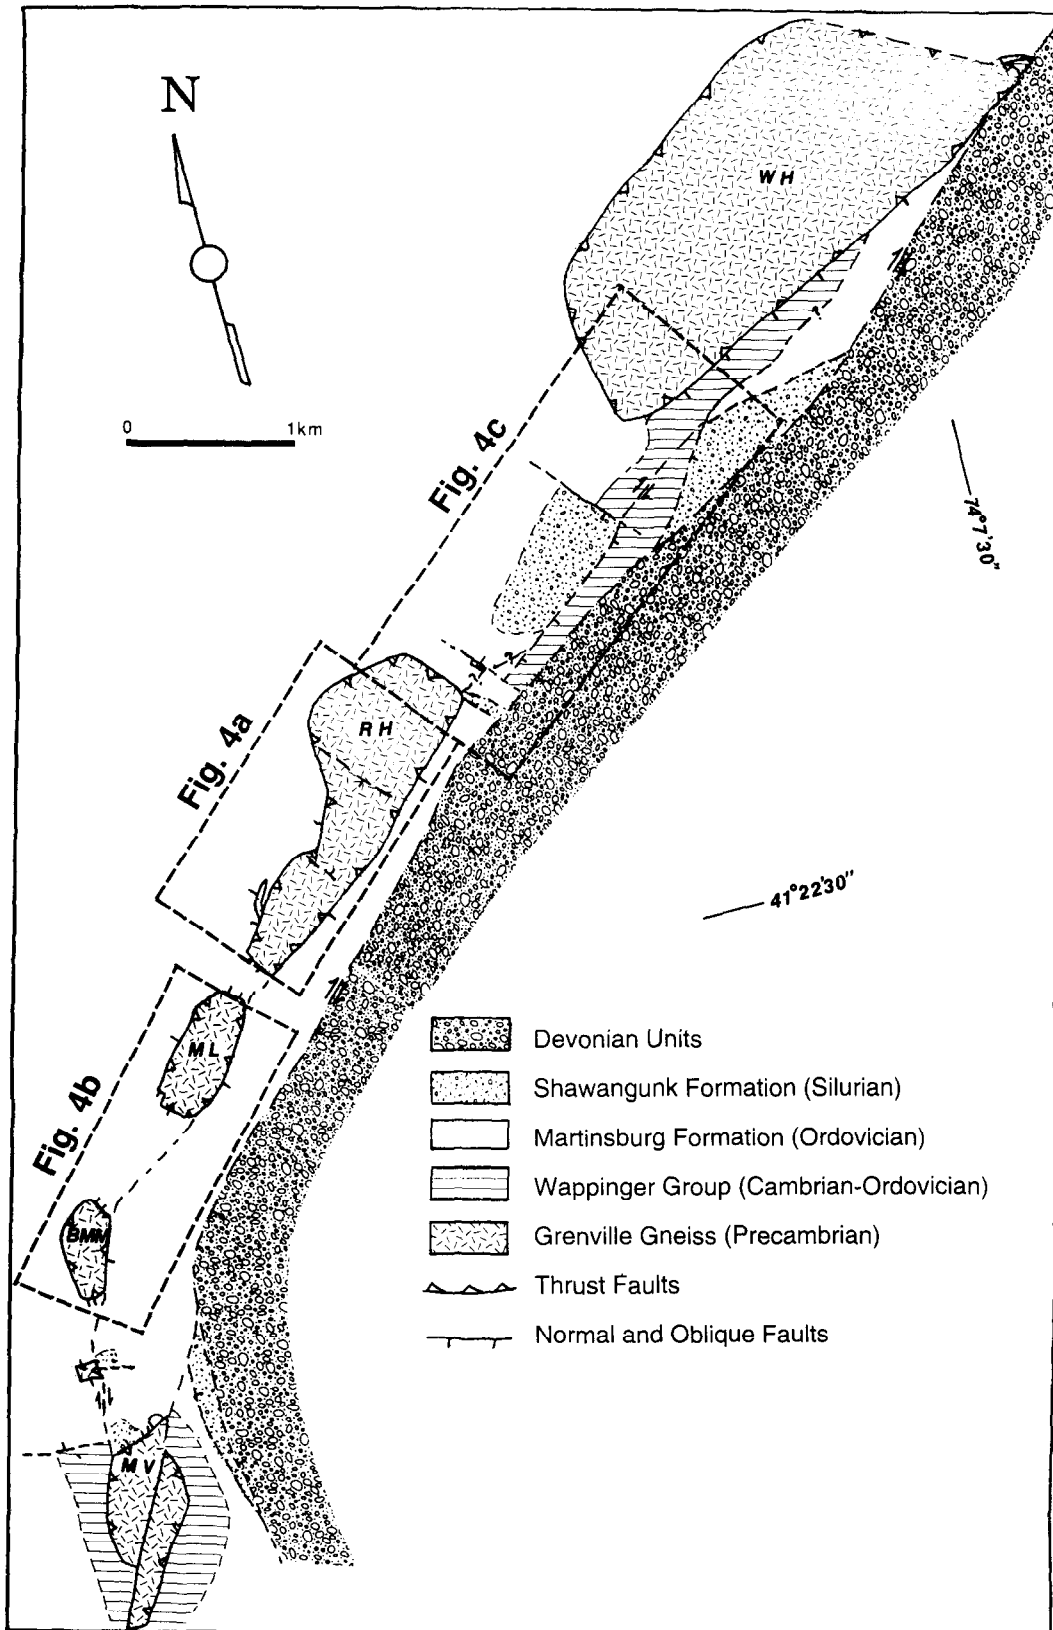 N
0 1km
WH
Fig. 4c
74°7'30"
RH
Fig. 4a
41°22'30"
ML
Fig. 4b
BMM
MV
Devonian Units
Shawangunk Formation (Silurian)
Martinsburg Formation (Ordovician)
Wappinger Group (Cambrian-Ordovician)
Grenville Gneiss (Precambrian)
Thrust Faults
Normal and Oblique Faults